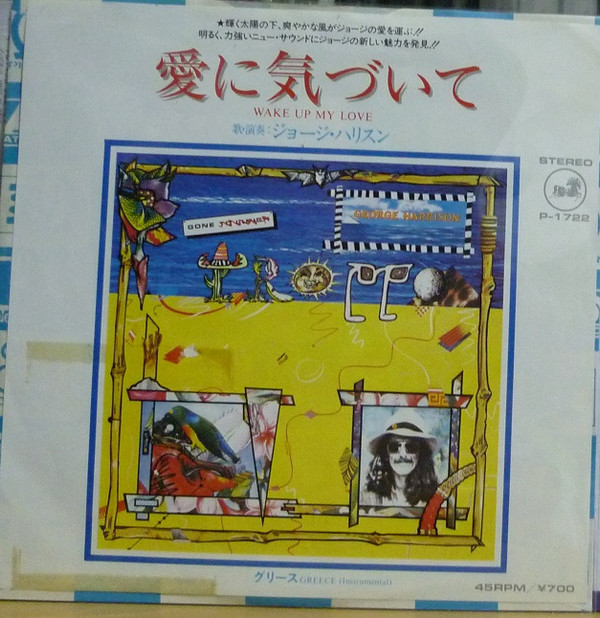 ★輝く太陽の下、爽やかな風がジョージの愛を運ぶ!!
明るく、力強いニュー・サウンドにジョージの新しい魅力を発見!!
愛に気づいて
WAKE UP MY LOVE
歌・演奏:ジョージ・ハリスン
STEREO
P-1722
GONE
GEORGE HARRISON
グリース GREECE (Instrumental)
45RPM/¥700